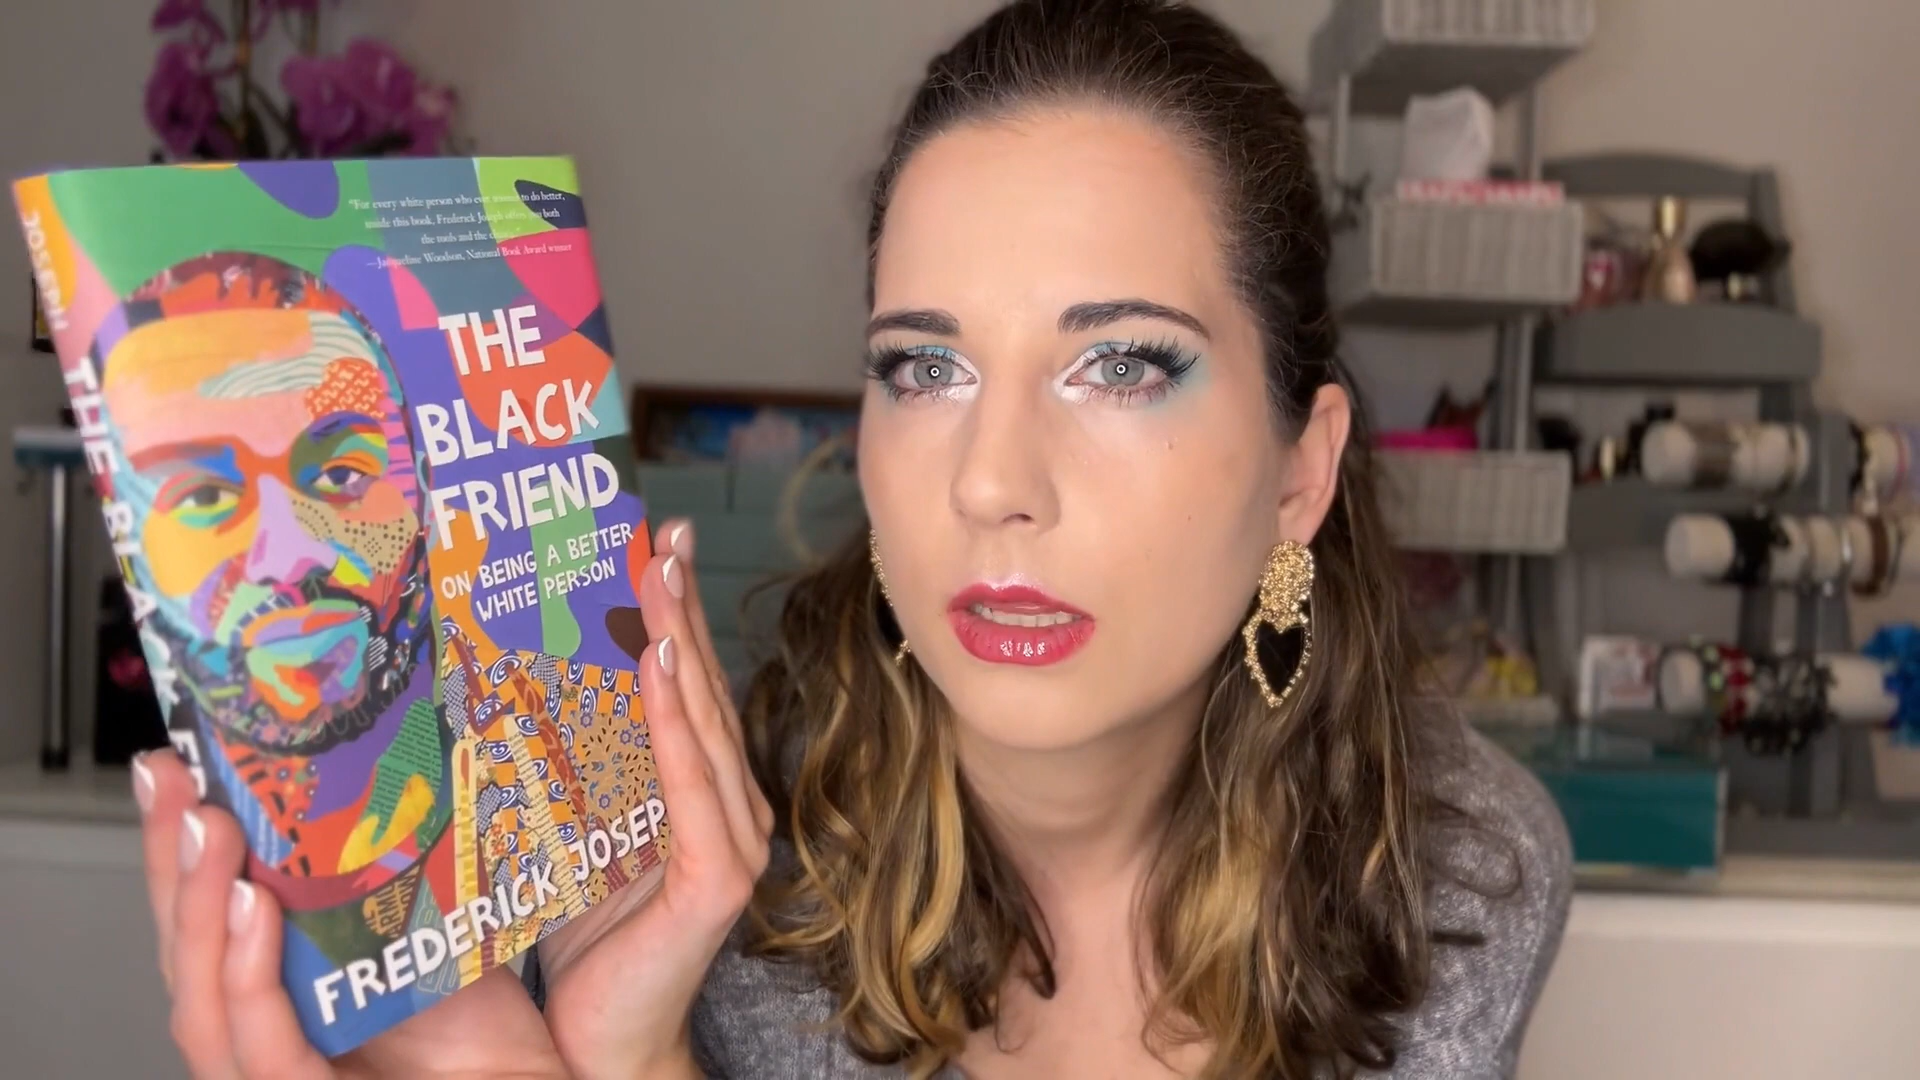 "For every white person who ever wanted to do better,
inside this book, Frederick Joseph offers you both
the tools and the
—Jacqueline Woodson, National Book Award winner
THE
BLACK
FRIEND
ON BEING A BETTER
WHITE PERSON
FREDERICK JOSEP
JOSEPH
THE BLACK FR